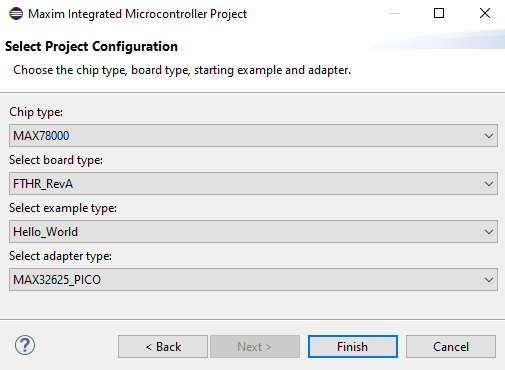 Maxim Integrated Microcontroller Project
Select Project Configuration
Choose the chip type, board type, starting example and adapter.
Chip type:
MAX78000
Select board type:
FTHR_RevA
Select example type:
Hello_World
Select adapter type:
MAX32625_PICO
? < Back Next > Finish Cancel